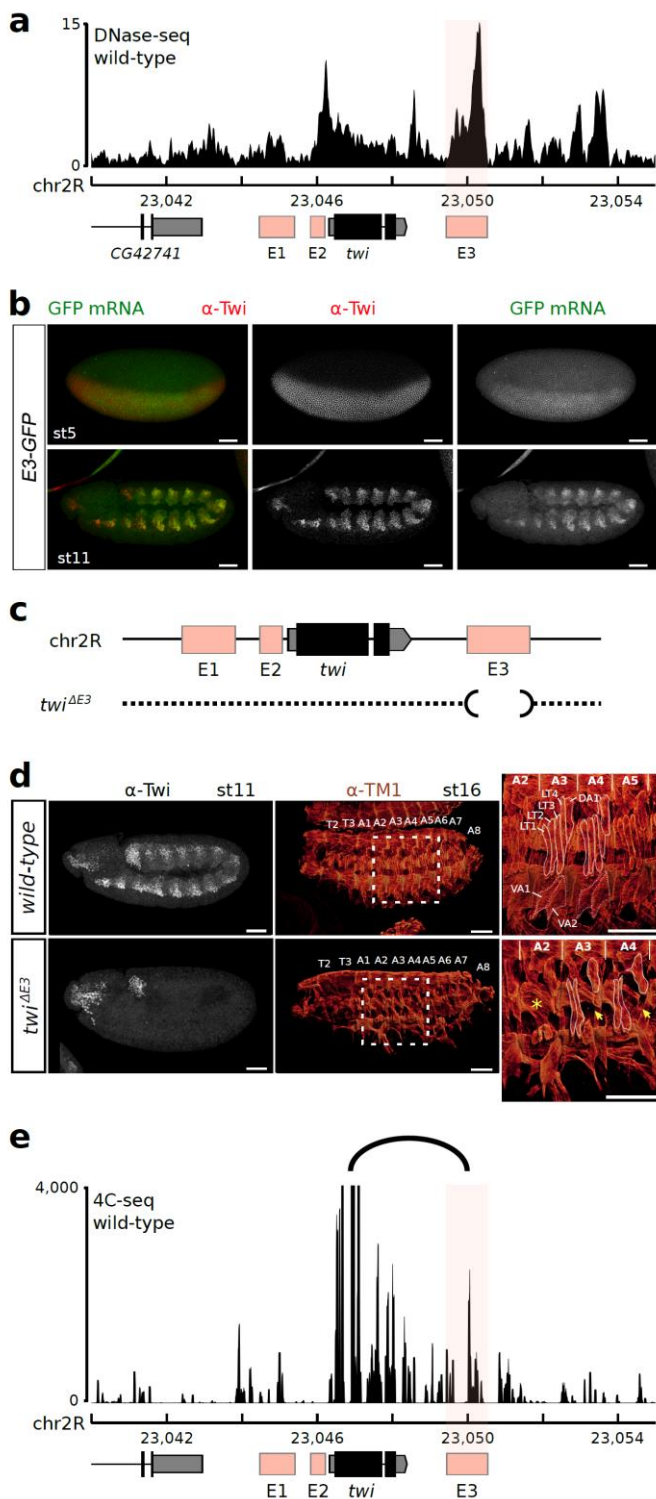 a
15
DNase-seq
wild-type
0
chr2R
23,042 23,046 23,050 23,054
CG42741 E1 E2 twi E3
b
GFP mRNA α-Twi α-Twi GFP mRNA
E3-GFP
st5
st11
c
chr2R
E1 E2 twi E3
twi ΔE3
d
α-Twi st11 α-TM1 st16
wild-type
T2 T3 A1 A2 A3 A4 A5 A6 A7
A8
A2 A3 A4 A5
LT4
LT3
LT2
LT1
DA1
VA1
VA2
twi ΔE3
T2 T3 A1 A2 A3 A4 A5 A6 A7
A8
A2 A3 A4
*
e
4,000
4C-seq
wild-type
0
chr2R
23,042 23,046 23,050 23,054
E1 E2 twi E3